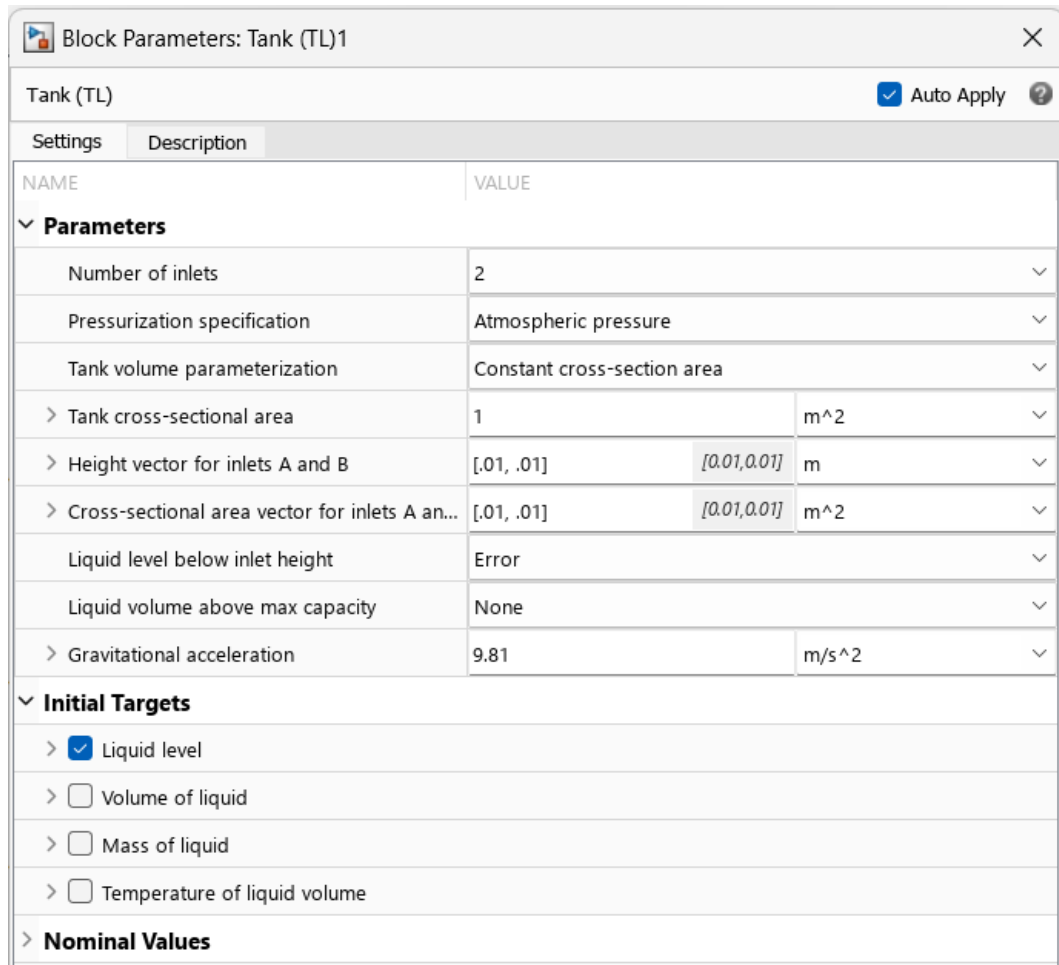 Block Parameters: Tank (TL)1
Tank (TL) Auto Apply
Settings Description
NAME VALUE
Parameters
Number of inlets 2
Pressurization specification Atmospheric pressure
Tank volume parameterization Constant cross-section area
Tank cross-sectional area 1 m^2
Height vector for inlets A and B [.01, .01] [0.01,0.01] m
Cross-sectional area vector for inlets A an... [.01, .01] [0.01,0.01] m^2
Liquid level below inlet height Error
Liquid volume above max capacity None
Gravitational acceleration 9.81 m/s^2
Initial Targets
Liquid level
Volume of liquid
Mass of liquid
Temperature of liquid volume
Nominal Values